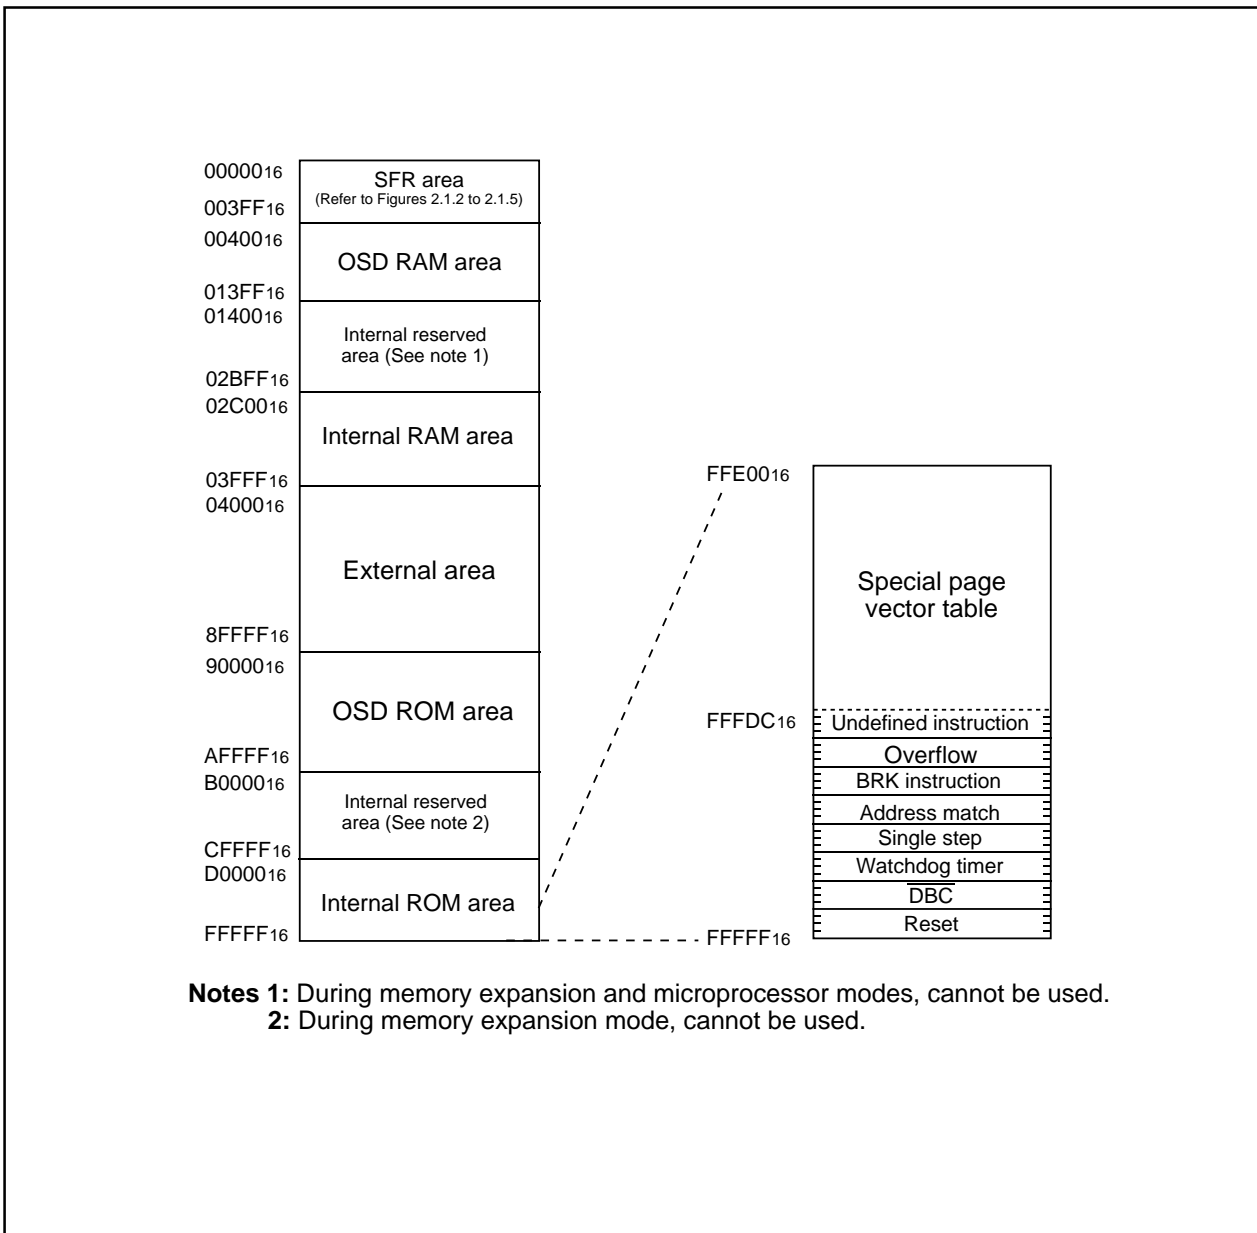 0000016
SFR area
(Refer to Figures 2.1.2 to 2.1.5)
003FF16
0040016
OSD RAM area
013FF16
0140016
Internal reserved
area (See note 1)
02BFF16
02C0016
Internal RAM area
03FFF16
0400016
External area
8FFFF16
9000016
OSD ROM area
AFFFF16
B000016
Internal reserved
area (See note 2)
CFFFF16
D000016
Internal ROM area
FFFFF16
FFE0016
Special page
vector table
FFFDC16
Undefined instruction
Overflow
BRK instruction
Address match
Single step
Watchdog timer
DBC
Reset
FFFFF16
Notes 1: During memory expansion and microprocessor modes, cannot be used.
2: During memory expansion mode, cannot be used.